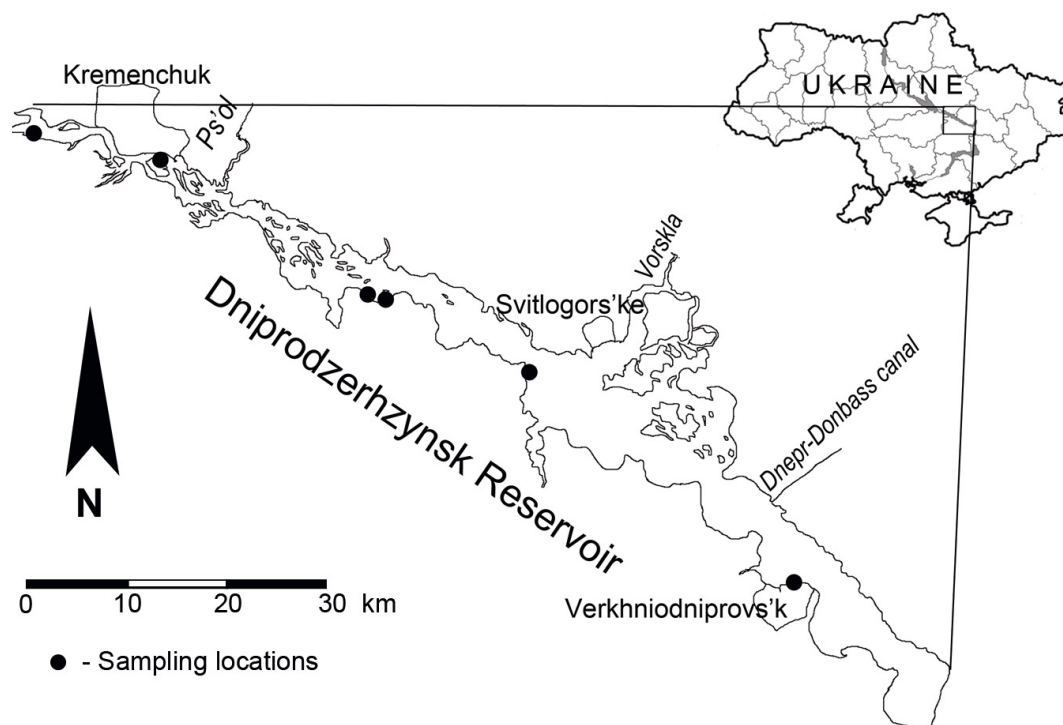 Kremenchuk
Ps'ol
UKRAINE
Vorskla
Svitlogors'ke
Dniprodzerhzynsk Reservoir
Dnepr-Donbass canal
N
Verkhniodniprovs'k
0 10 20 30 km
- Sampling locations